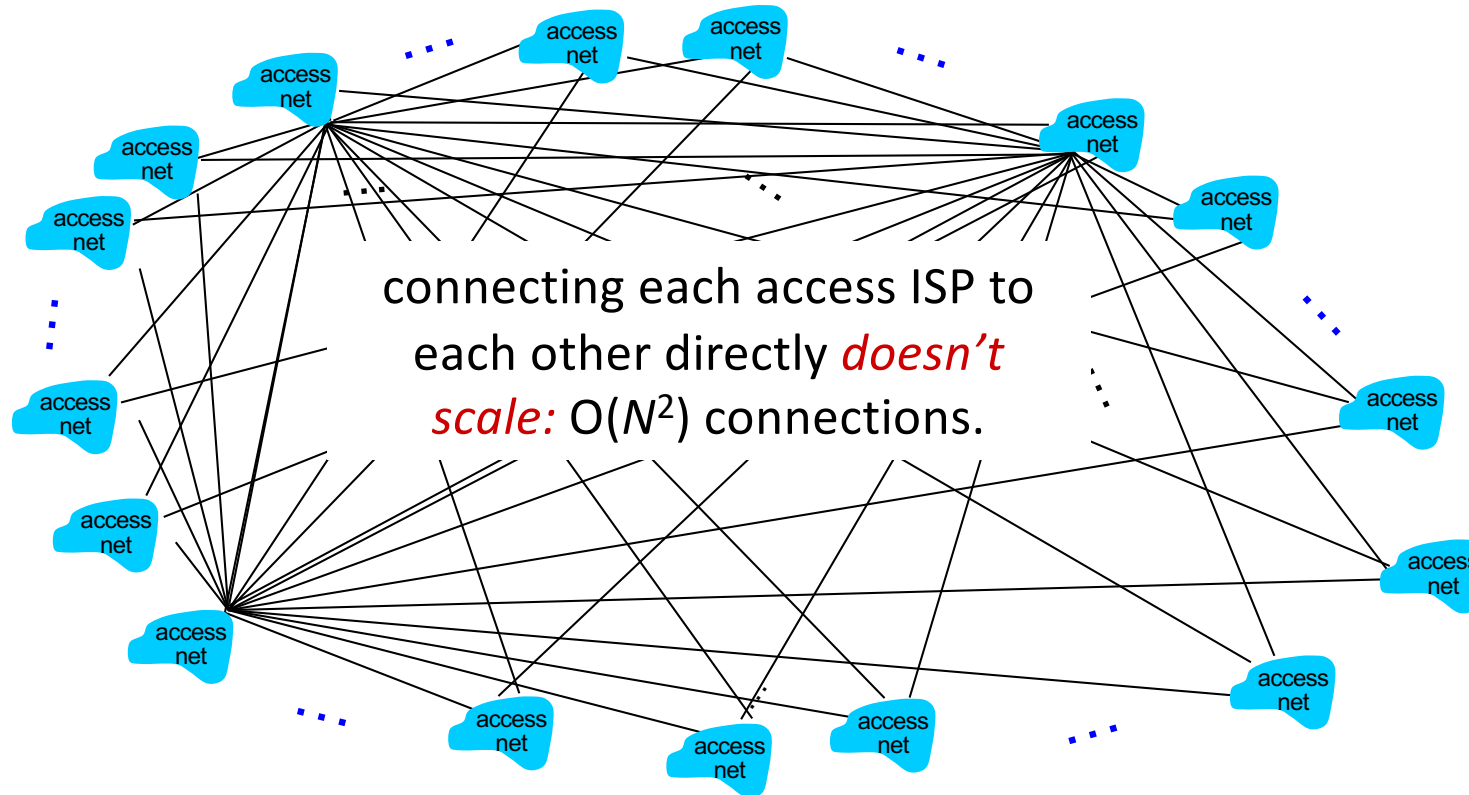 access
net
access
net
access
net
access
net
access
net
access
net
access
net
connecting each access ISP to
each other directly doesn’t
scale: O(N²) connections.
access
net
access
net
access
net
access
net
access
net
access
net
access
net
access
net
access
net